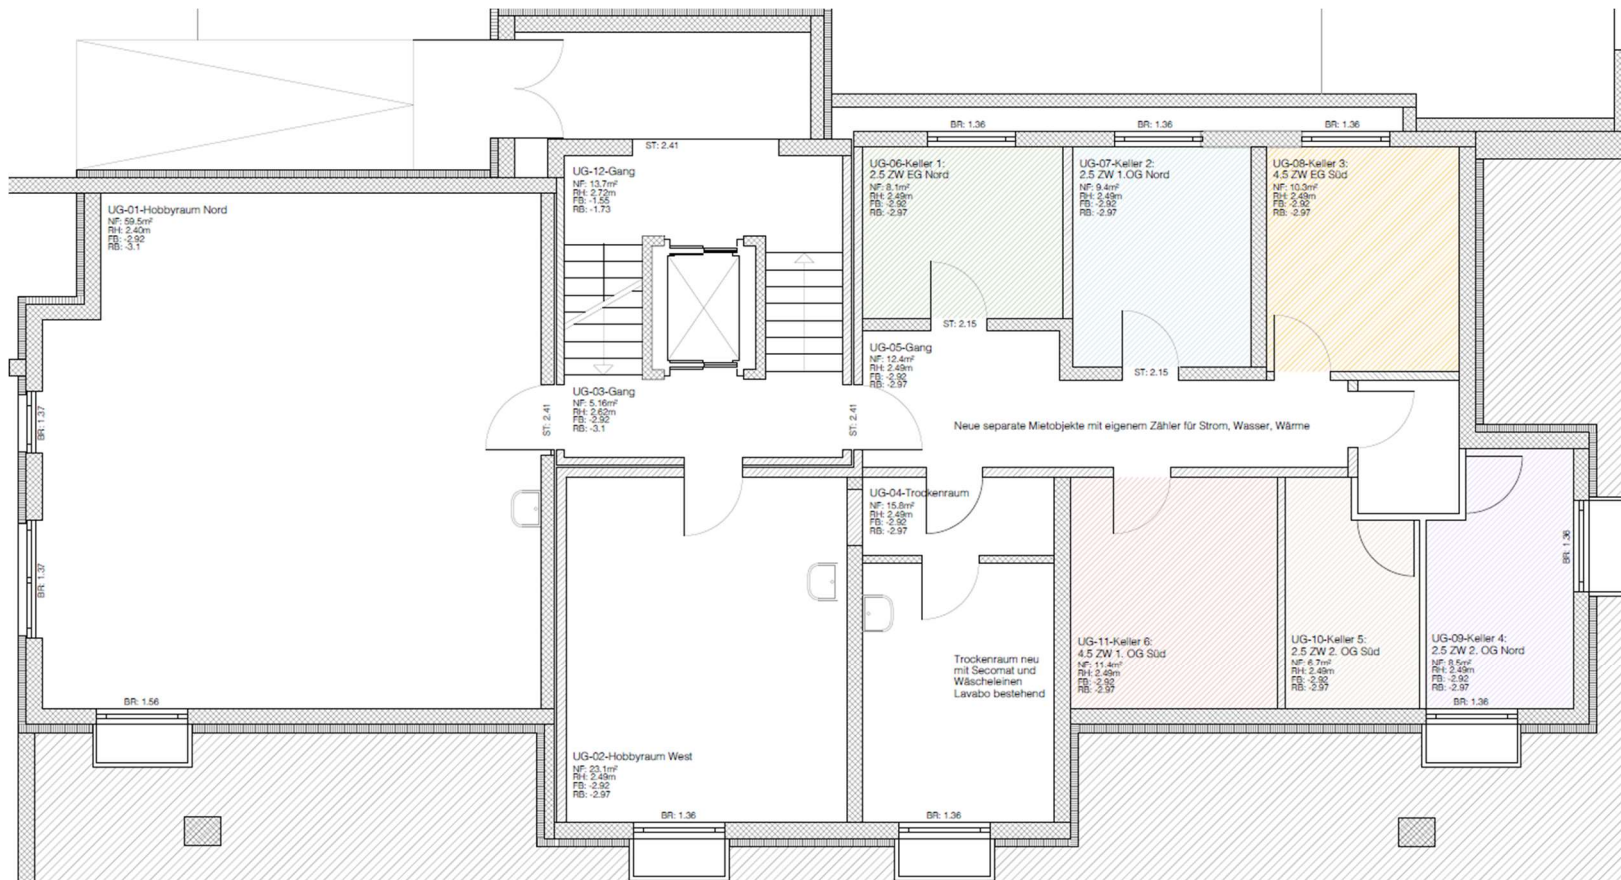 BR: 1.36
BR: 1.36
BR: 1.36
ST: 2.41
UG-12-Gang
NF: 13.7m²
RH: 2.72m
FB: -1.55
RB: -1.73
UG-06-Keller 1:
2.5 ZW EG Nord
NF: 8.1m²
RH: 2.49m
FB: -2.92
RB: -2.97
UG-07-Keller 2:
2.5 ZW 1.OG Nord
NF: 9.4m²
RH: 2.49m
FB: -2.92
RB: -2.97
UG-08-Keller 3:
4.5 ZW EG Süd
NF: 10.3m²
RH: 2.49m
FB: -2.92
RB: -2.97
UG-01-Hobbyraum Nord
NF: 59.5m²
RH: 2.40m
FB: -2.92
RB: -3.1
ST: 2.15
UG-05-Gang
NF: 12.4m²
RH: 2.49m
FB: -2.92
RB: -2.97
ST: 2.15
UG-03-Gang
NF: 5.16m²
RH: 2.62m
FB: -2.92
RB: -3.1
BR: 1.37
ST: 2.41
ST: 2.41
Neue separate Mietobjekte mit eigenem Zähler für Strom, Wasser, Wärme
UG-04-Trockenraum
NF: 15.8m²
RH: 2.49m
FB: -2.92
RB: -2.97
BR: 1.37
BR: 1.36
UG-11-Keller 6:
4.5 ZW 1. OG Süd
NF: 11.4m²
RH: 2.49m
FB: -2.92
RB: -2.97
UG-10-Keller 5:
2.5 ZW 2. OG Süd
NF: 6.7m²
RH: 2.49m
FB: -2.92
RB: -2.97
UG-09-Keller 4:
2.5 ZW 2. OG Nord
NF: 8.5m²
RH: 2.49m
FB: -2.92
RB: -2.97
Trockenraum neu
mit Secomat und
Wäscheleinen
Lavabo bestehend
BR: 1.56
BR: 1.36
UG-02-Hobbyraum West
NF: 23.1m²
RH: 2.49m
FB: -2.92
RB: -2.97
BR: 1.36
BR: 1.36